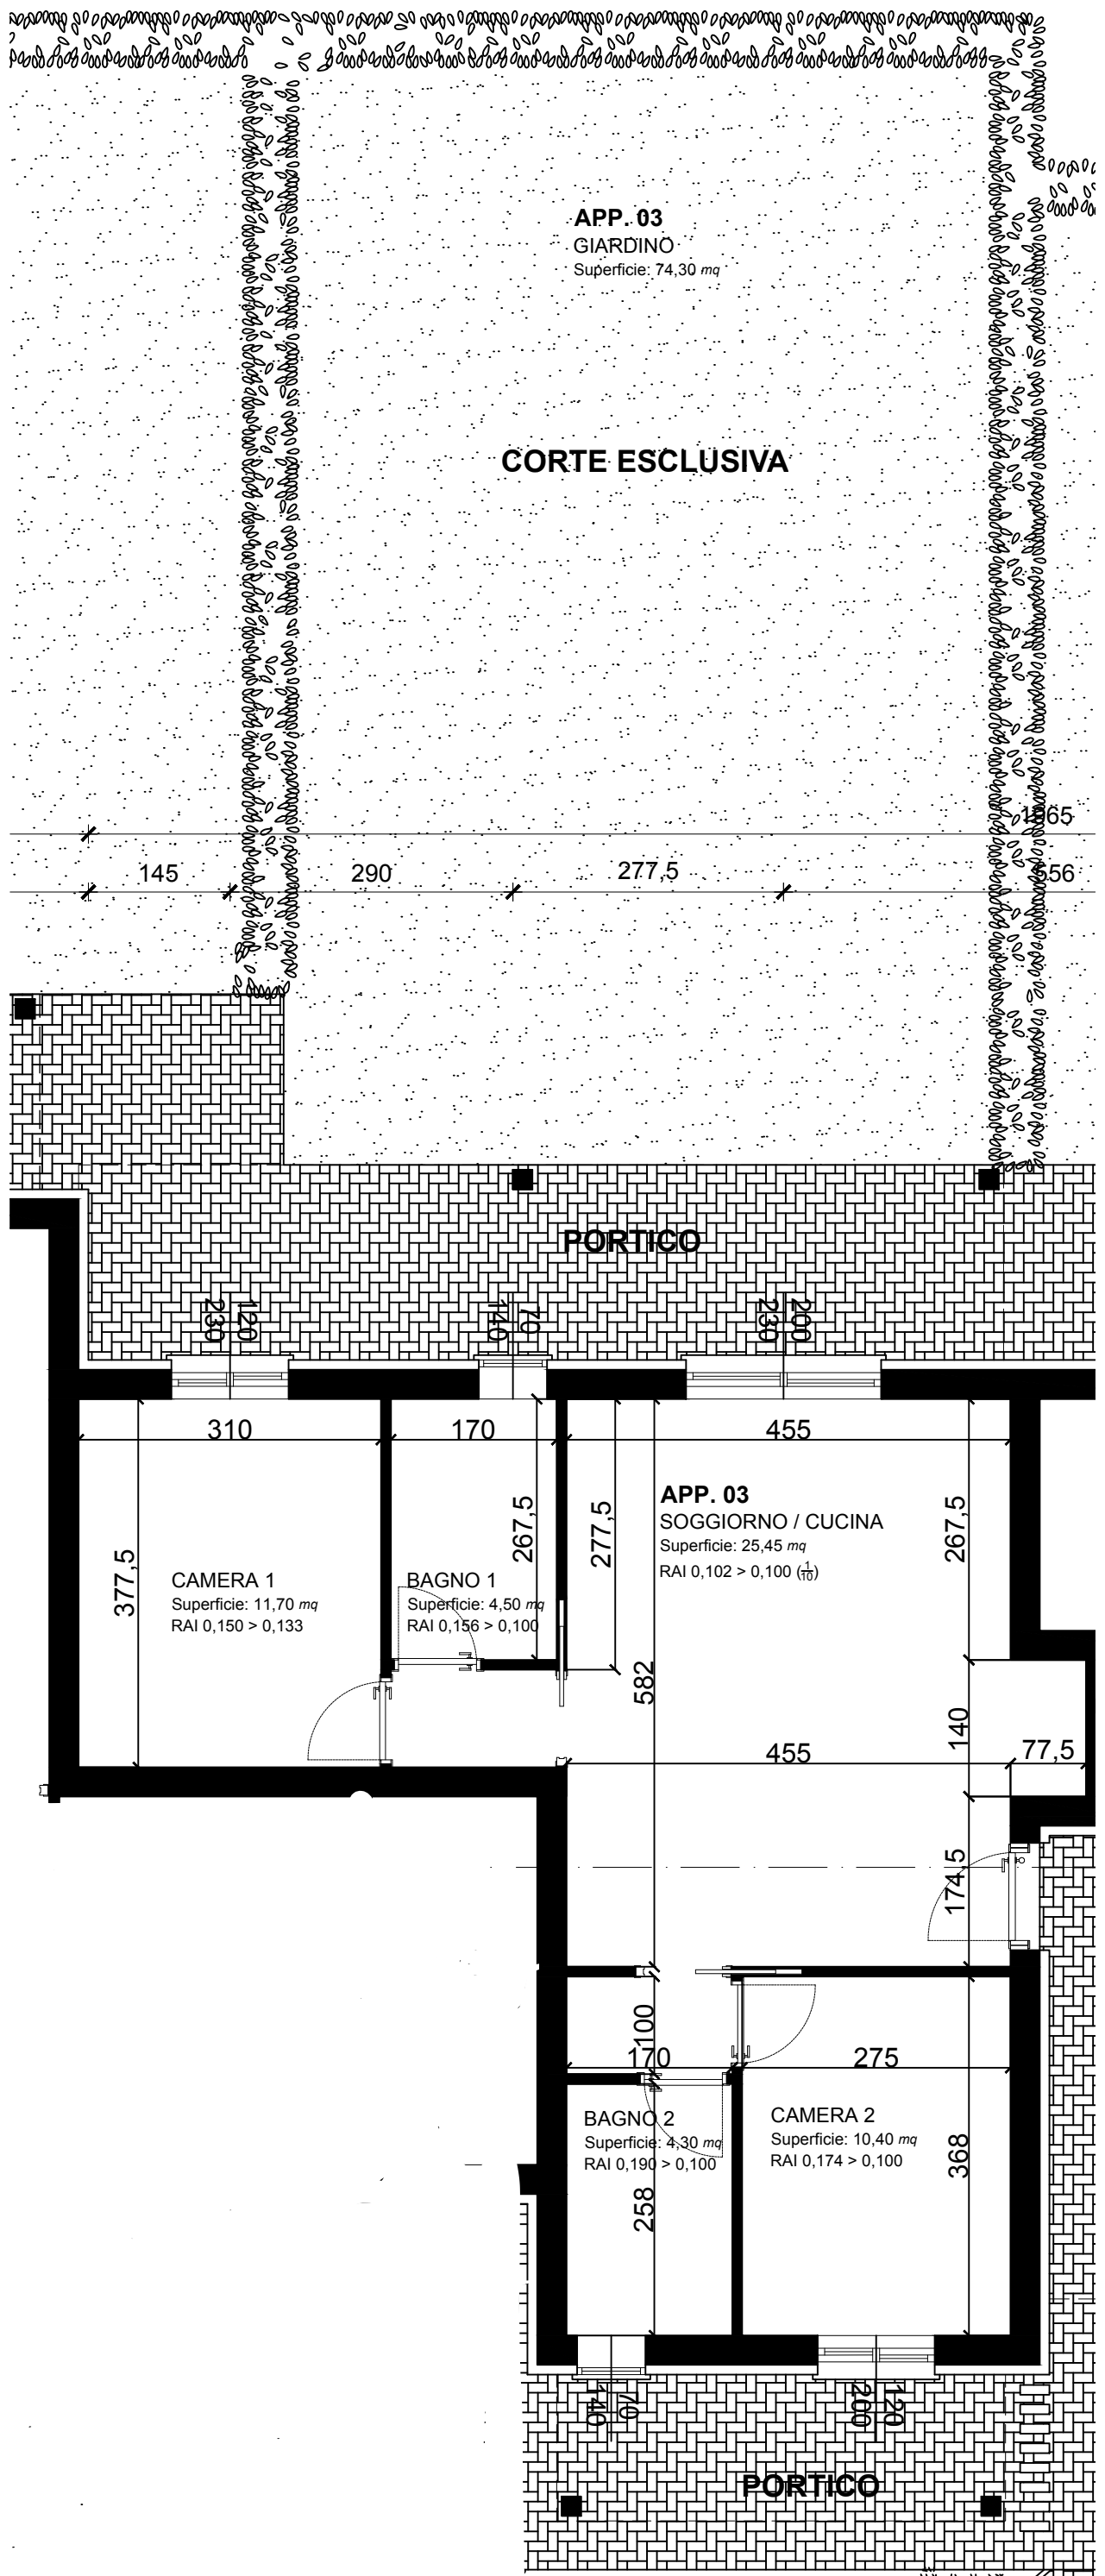 APP. 03
GIARDINO
Superficie: 74,30 mq
CORTE ESCLUSIVA
1965
145
290
277,5
556
PORTICO
230
120
140
70
230
200
310
170
455
377,5
267,5
277,5
267,5
APP. 03
SOGGIORNO / CUCINA
Superficie: 25,45 mq
RAI 0,102 > 0,100 (1/10)
CAMERA 1
Superficie: 11,70 mq
RAI 0,150 > 0,133
BAGNO 1
Superficie: 4,50 mq
RAI 0,156 > 0,100
582
140
455
77,5
174,5
100
170
275
BAGNO 2
Superficie: 4,30 mq
RAI 0,190 > 0,100
CAMERA 2
Superficie: 10,40 mq
RAI 0,174 > 0,100
258
368
140
70
200
120
PORTICO